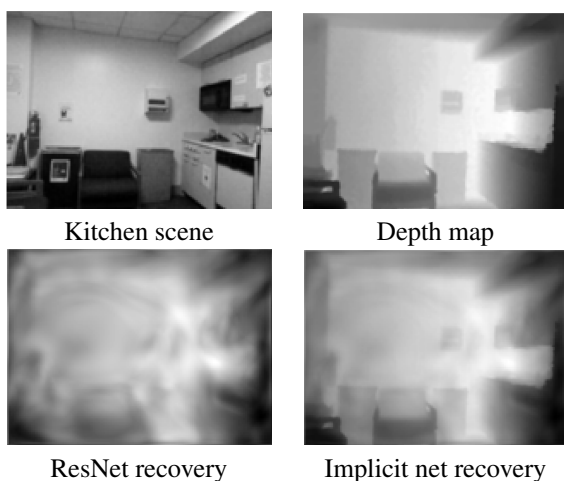 Kitchen scene
Depth map
ResNet recovery
Implicit net recovery